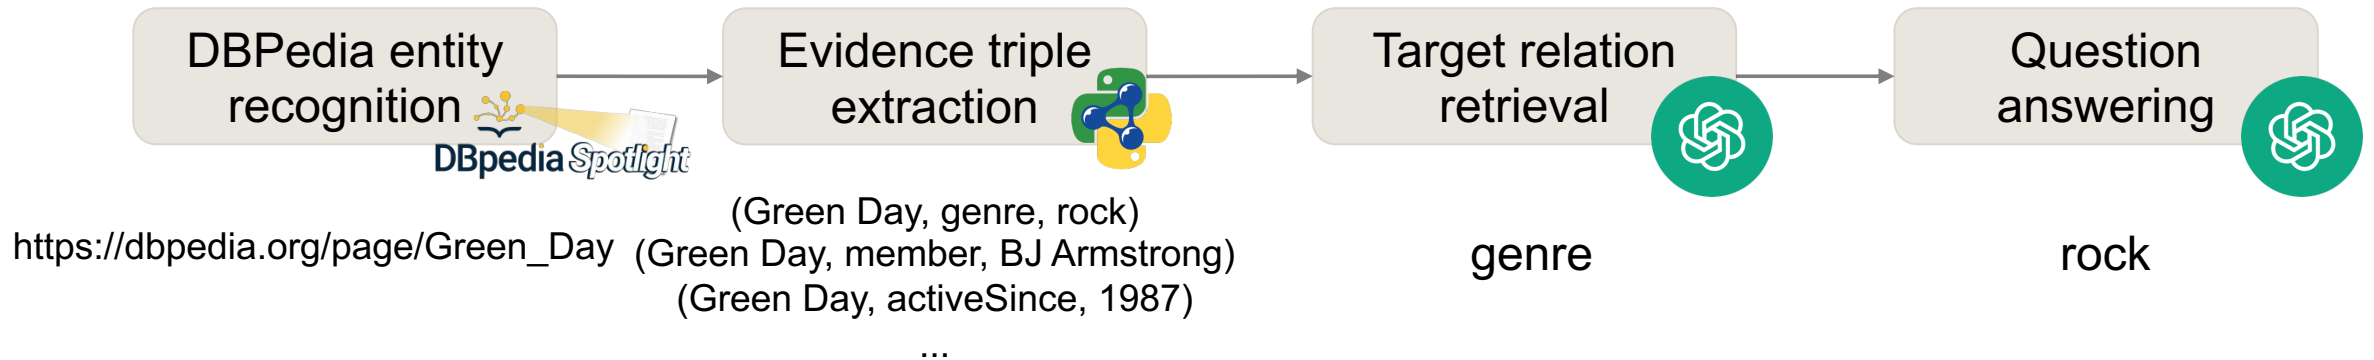 DBPedia entity
recognition
DBpedia Spotlight
Evidence triple
extraction
Target relation
retrieval
Question
answering
https://dbpedia.org/page/Green_Day
(Green Day, genre, rock)
(Green Day, member, BJ Armstrong)
(Green Day, activeSince, 1987)
...
genre
rock